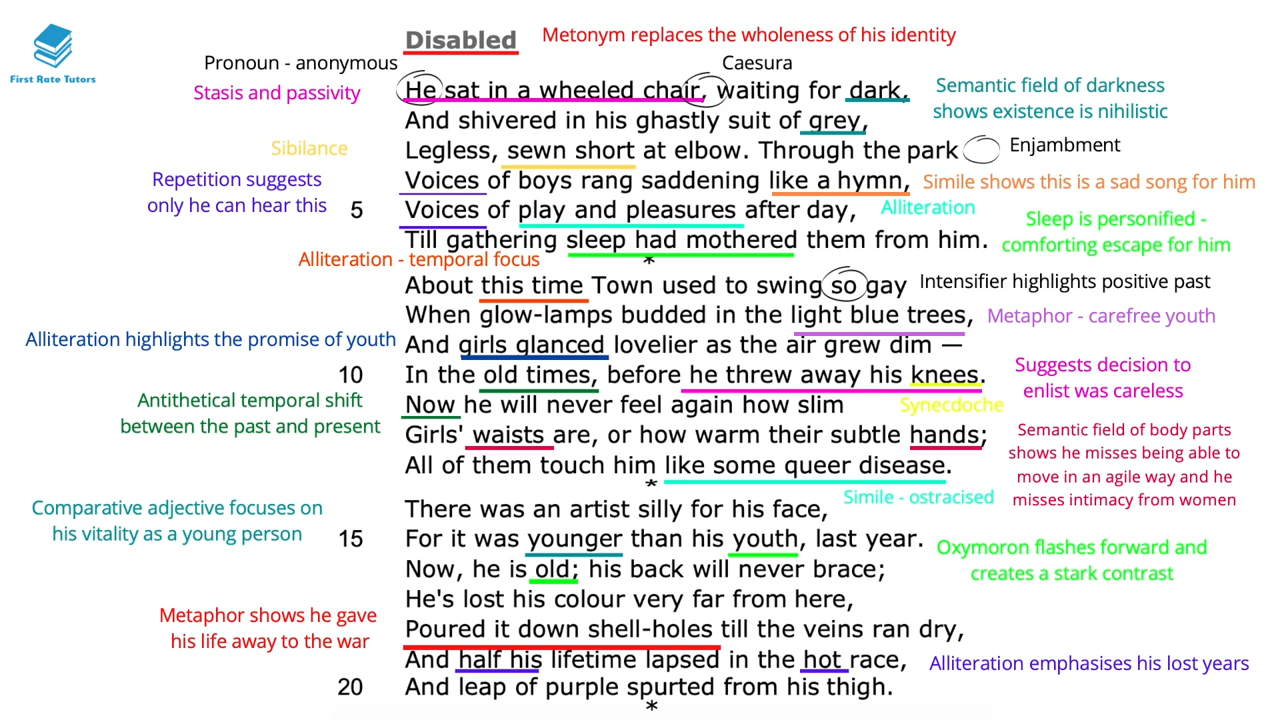 Disabled
Metonym replaces the wholeness of his identity
First Rate Tutors
Pronoun - anonymous
Caesura
Stasis and passivity
He sat in a wheeled chair, waiting for dark,
Semantic field of darkness
shows existence is nihilistic
And shivered in his ghastly suit of grey,
Sibilance
Legless, sewn short at elbow. Through the park
Enjambment
Repetition suggests
only he can hear this
Voices of boys rang saddening like a hymn,
Simile shows this is a sad song for him
5
Voices of play and pleasures after day,
Alliteration
Sleep is personified -
comforting escape for him
Till gathering sleep had mothered them from him.
Alliteration - temporal focus
*
About this time Town used to swing so gay
Intensifier highlights positive past
When glow-lamps budded in the light blue trees,
Metaphor - carefree youth
Alliteration highlights the promise of youth
And girls glanced lovelier as the air grew dim —
10
In the old times, before he threw away his knees.
Suggests decision to
enlist was careless
Antithetical temporal shift
between the past and present
Now he will never feel again how slim
Synecdoche
Girls' waists are, or how warm their subtle hands;
Semantic field of body parts
shows he misses being able to
move in an agile way and he
misses intimacy from women
All of them touch him like some queer disease.
*
Simile - ostracised
Comparative adjective focuses on
his vitality as a young person
There was an artist silly for his face,
15
For it was younger than his youth, last year.
Oxymoron flashes forward and
creates a stark contrast
Now, he is old; his back will never brace;
He's lost his colour very far from here,
Metaphor shows he gave
his life away to the war
Poured it down shell-holes till the veins ran dry,
And half his lifetime lapsed in the hot race,
Alliteration emphasises his lost years
20
And leap of purple spurted from his thigh.
*